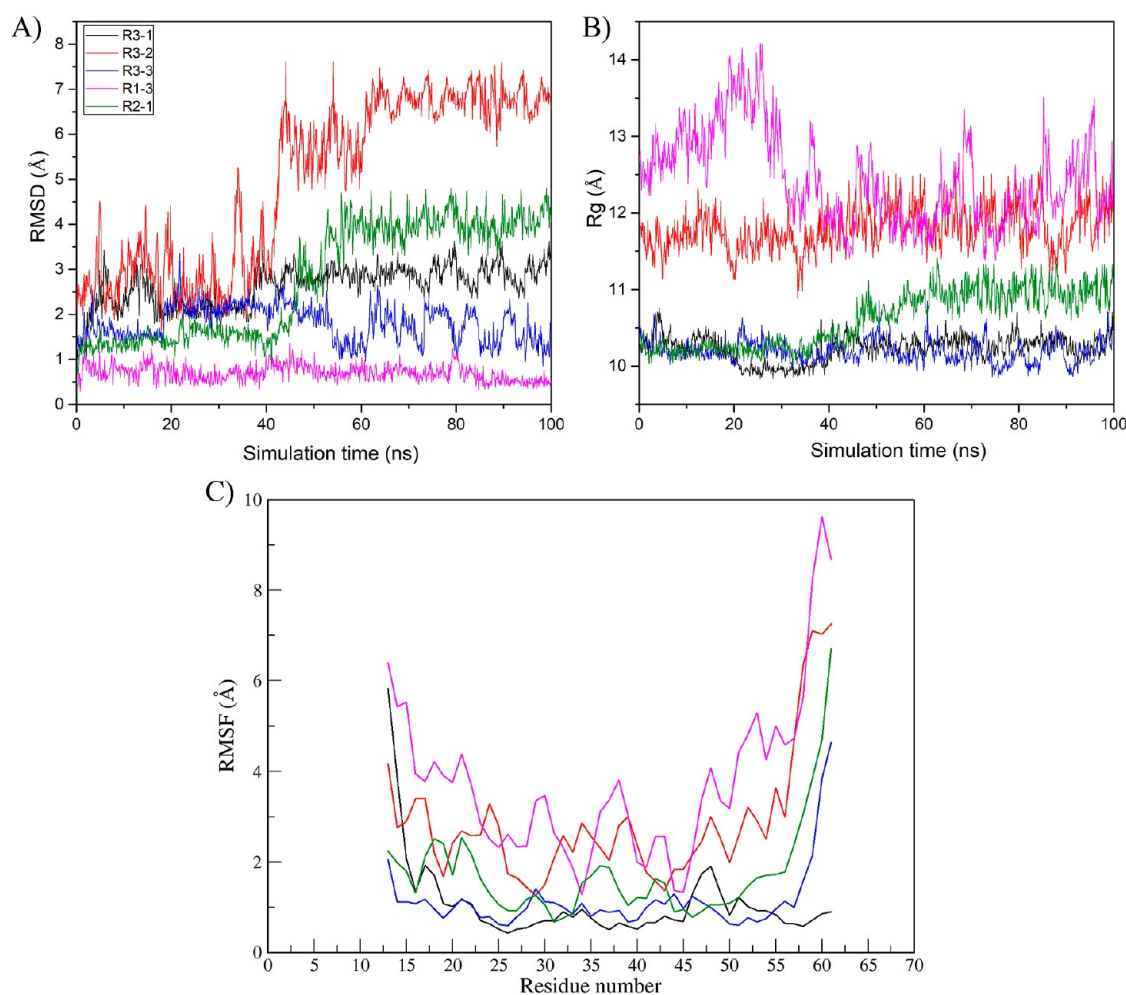 A)
RMSD (Å)
8
7
6
5
4
3
2
1
0
R3-1
R3-2
R3-3
R1-3
R2-1
0 20 40 60 80 100
Simulation time (ns)
B)
Rg (Å)
14
13
12
11
10
0 20 40 60 80 100
Simulation time (ns)
C)
RMSF (Å)
10
8
6
4
2
0
0 5 10 15 20 25 30 35 40 45 50 55 60 65 70
Residue number